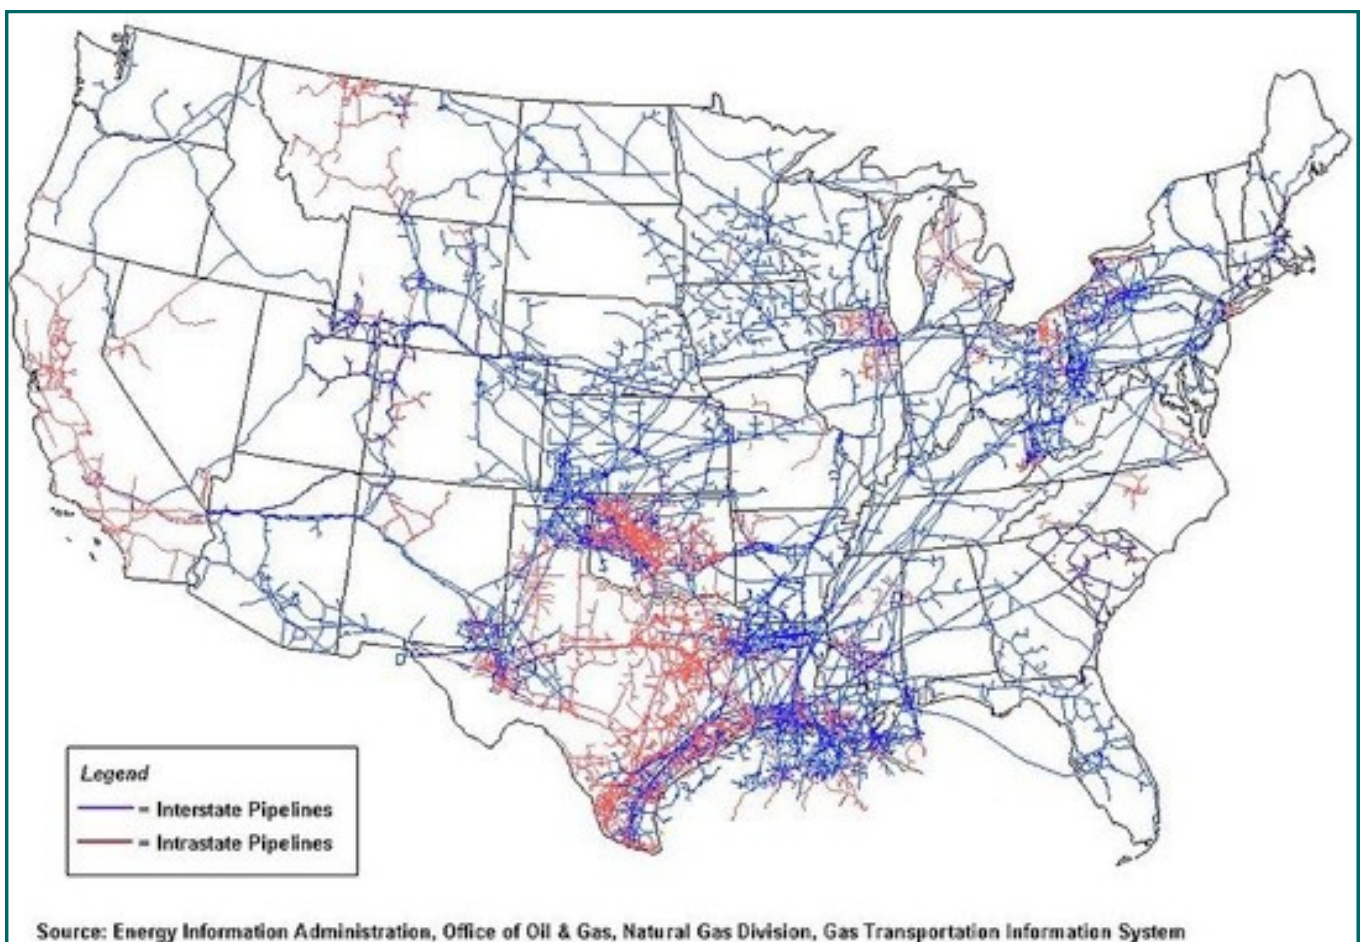 Legend
= Interstate Pipelines
= Intrastate Pipelines
Source: Energy Information Administration, Office of Oil & Gas, Natural Gas Division, Gas Transportation Information System